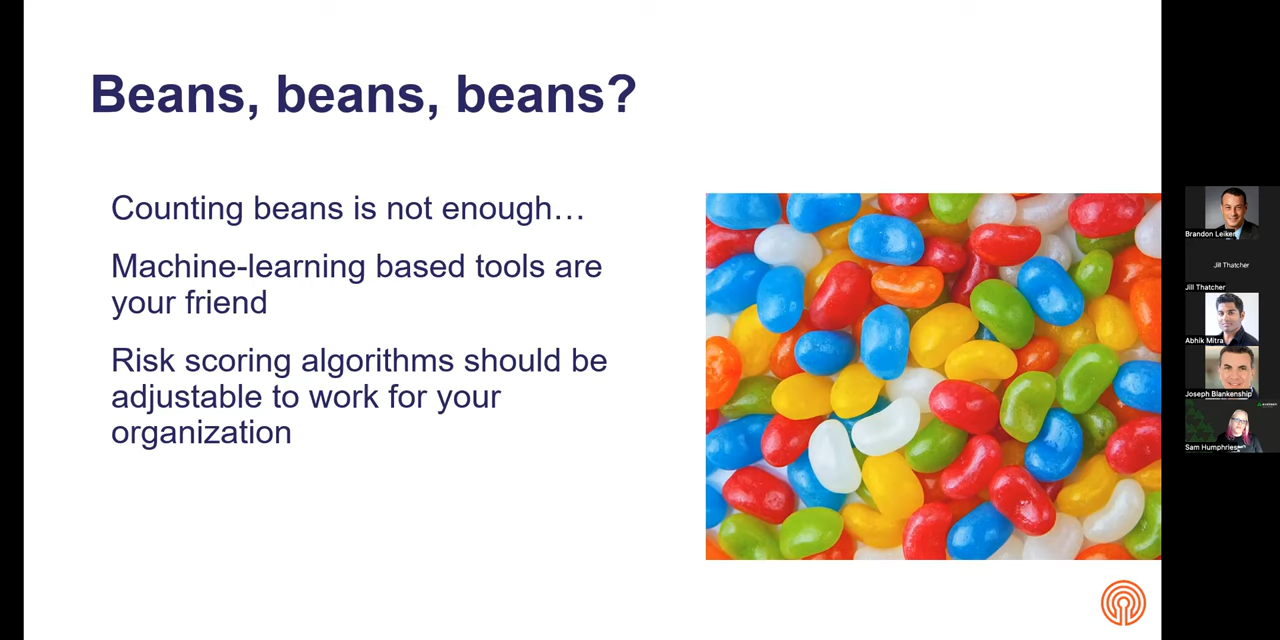 Beans, beans, beans?
Counting beans is not enough…
Machine-learning based tools are
your friend
Risk scoring algorithms should be
adjustable to work for your
organization
Brandon Leiker
Jill Thatcher
Jill Thatcher
Abhik Mitra
Joseph Blankenship
Sam Humphries